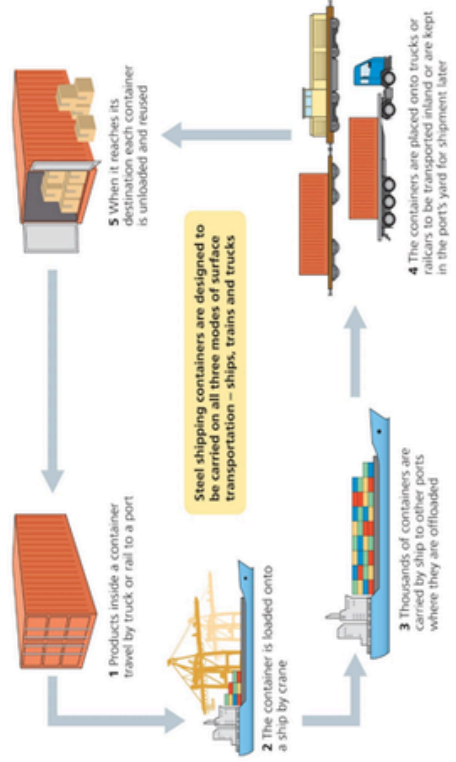 1 Products inside a container
travel by truck or rail to a port
2 The container is loaded onto
a ship by crane
3 Thousands of containers are
carried by ship to other ports
where they are offloaded
4 The containers are placed onto trucks or
railcars to be transported inland or are kept
in the port's yard for shipment later
5 When it reaches its
destination each container
is unloaded and reused
Steel shipping containers are designed to
be carried on all three modes of surface
transportation – ships, trains and trucks